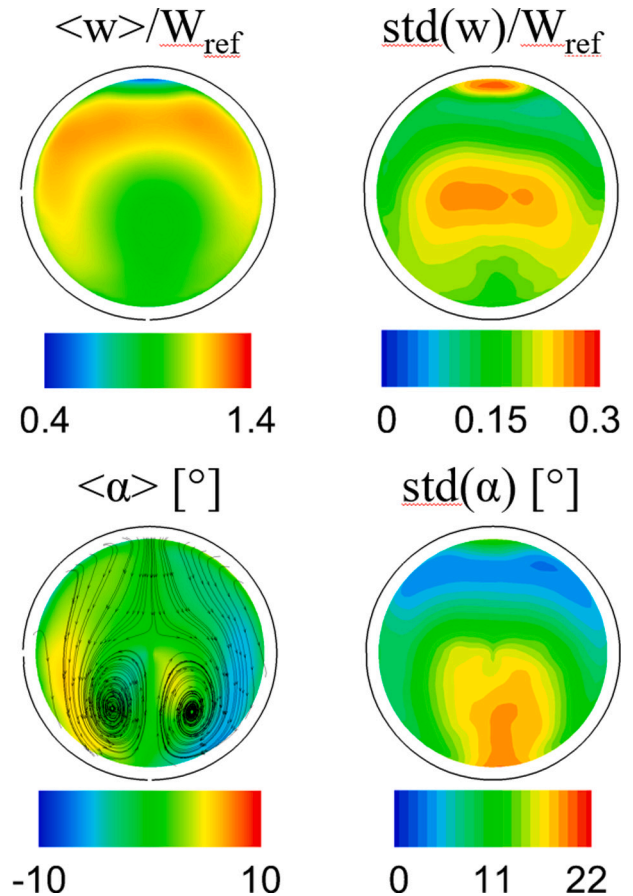 <w>/Wref std(w)/Wref
0.4 1.4 0 0.15 0.3
<α> [°] std(α) [°]
-10 10 0 11 22